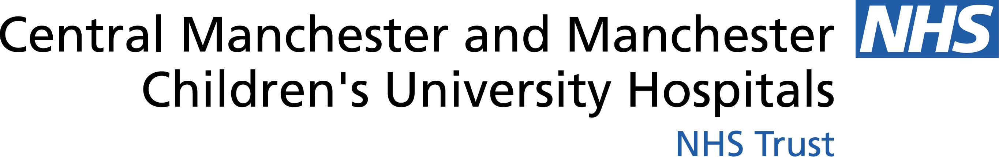 Central Manchester and Manchester NHS
Children's University Hospitals
NHS Trust